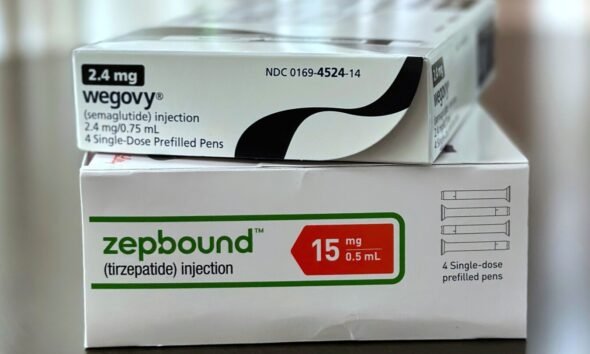 2.4 mg
NDC 0169-4524-14
wegovy®
(semaglutide) injection
2.4 mg/0.75 mL
4 Single-Dose Prefilled Pens
zepbound™
(tirzepatide) injection
15 mg
0.5 mL
4 Single-dose
prefilled pens